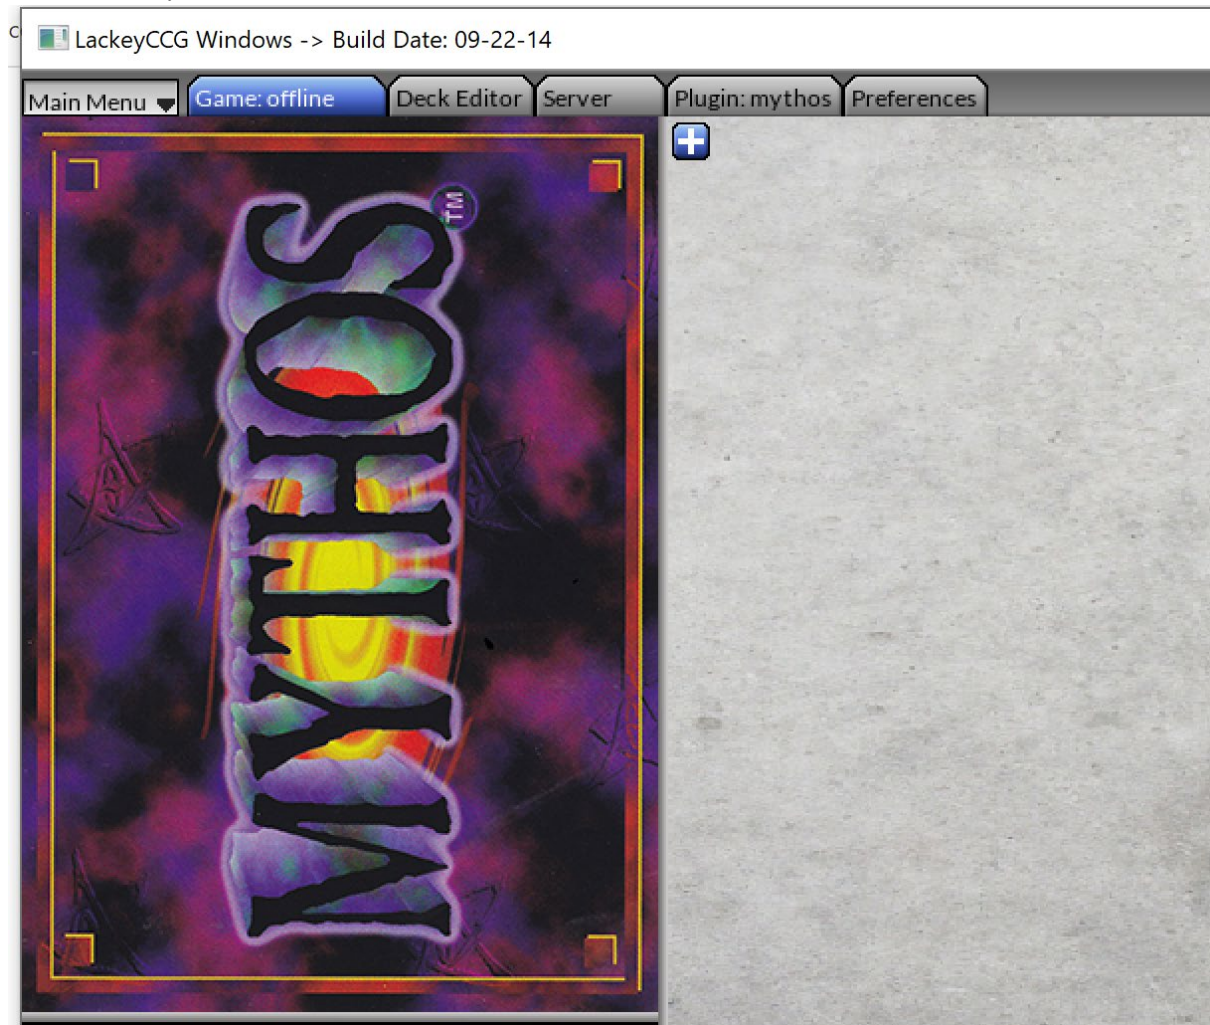 LackeyCCG Windows -> Build Date: 09-22-14
Main Menu
Game: offline
Deck Editor
Server
Plugin: mythos
Preferences
MYTHOS
TM